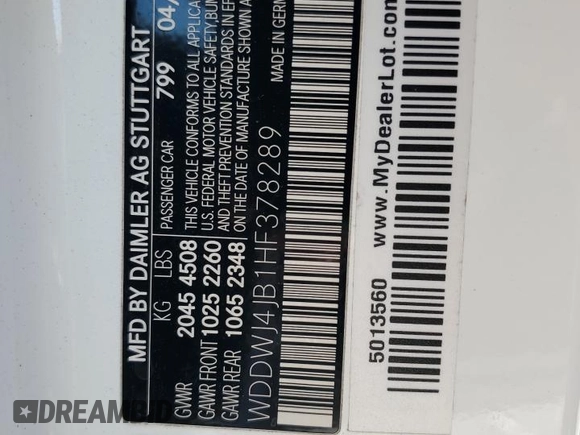 MFD BY DAIMLER AG STUTTGART
KG LBS PASSENGER CAR 799 04/
GVWR 2045 4508 THIS VEHICLE CONFORMS TO ALL APPLICA
GAWR FRONT 1025 2260 U.S. FEDERAL MOTOR VEHICLE SAFETY, BUM
GAWR REAR 1065 2348 AND THEFT PREVENTION STANDARDS IN EF
ON THE DATE OF MANUFACTURE SHOWN A
WDDWJ4JB1HF378289 MADE IN GERM
5013560 www.MyDealerLot.com
DREAMBID